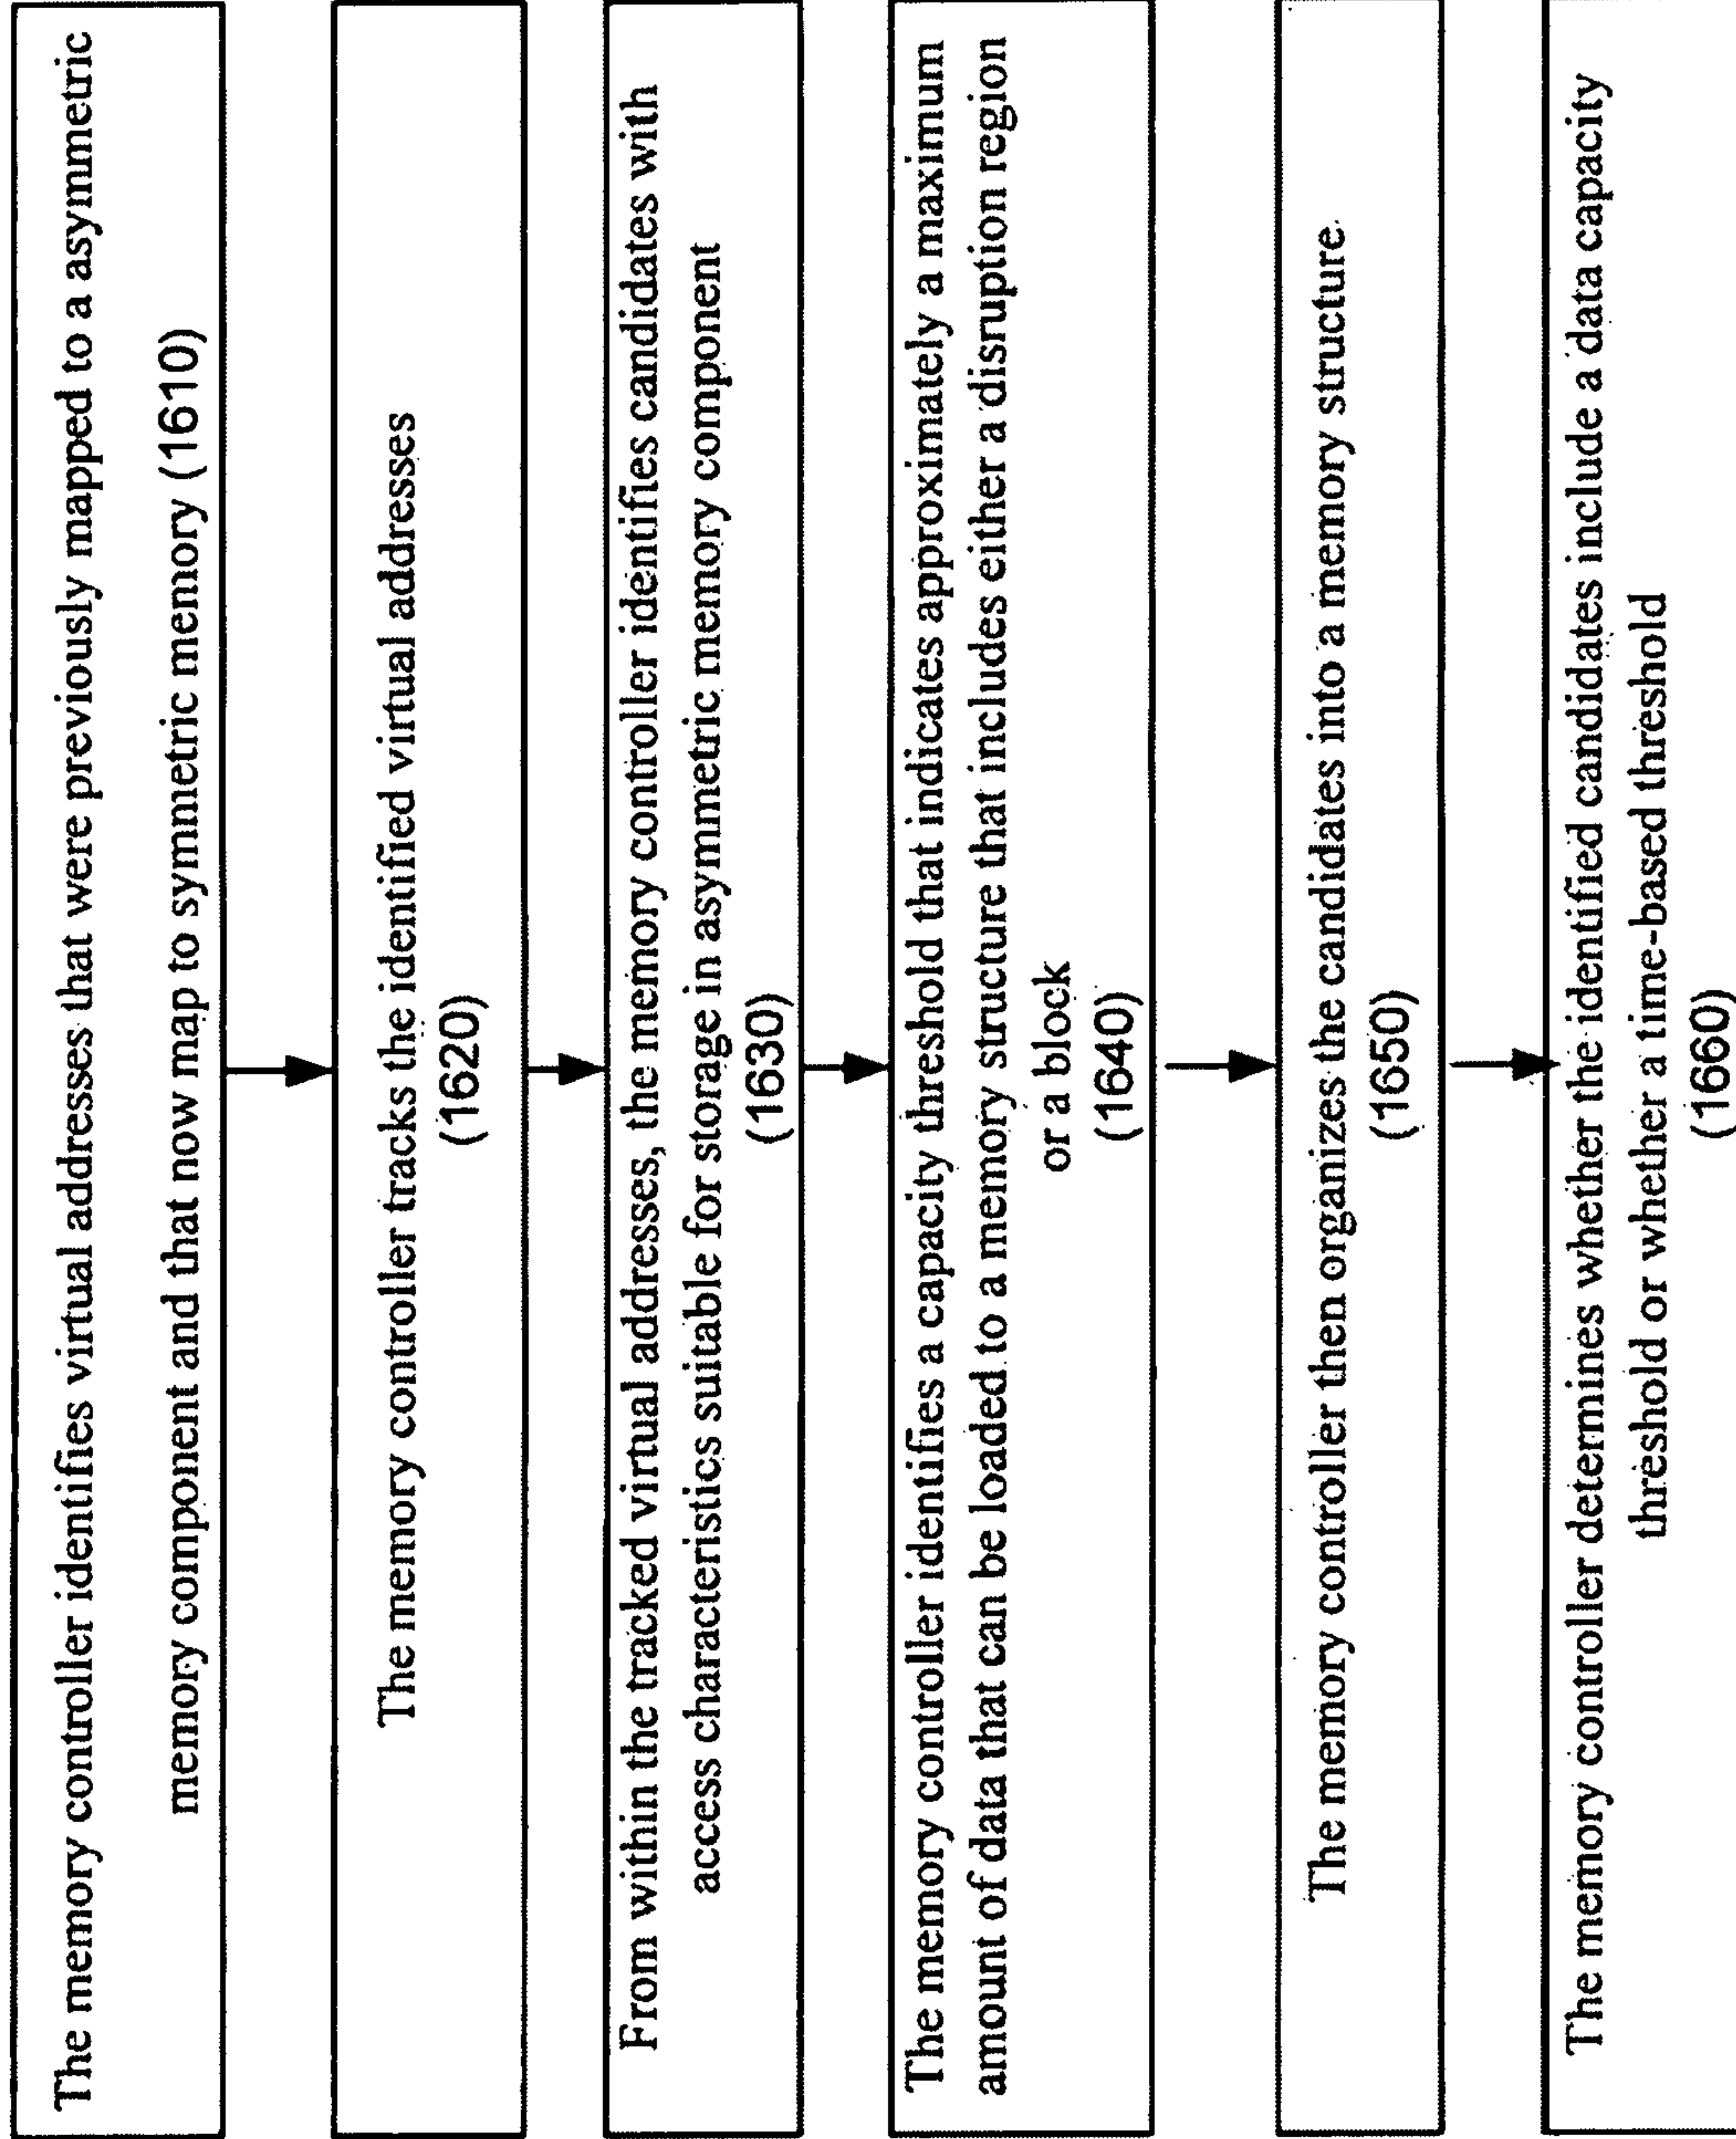 The memory controller identifies virtual addresses that were previously mapped to a asymmetric
memory component and that now map to symmetric memory (1610)
The memory controller tracks the identified virtual addresses
(1620)
From within the tracked virtual addresses, the memory controller identifies candidates with
access characteristics suitable for storage in asymmetric memory component
(1630)
The memory controller identifies a capacity threshold that indicates approximately a maximum
amount of data that can be loaded to a memory structure that includes either a disruption region
or a block
(1640)
The memory controller then organizes the candidates into a memory structure
(1650)
The memory controller determines whether the identified candidates include a data capacity
threshold or whether a time-based threshold
(1660)